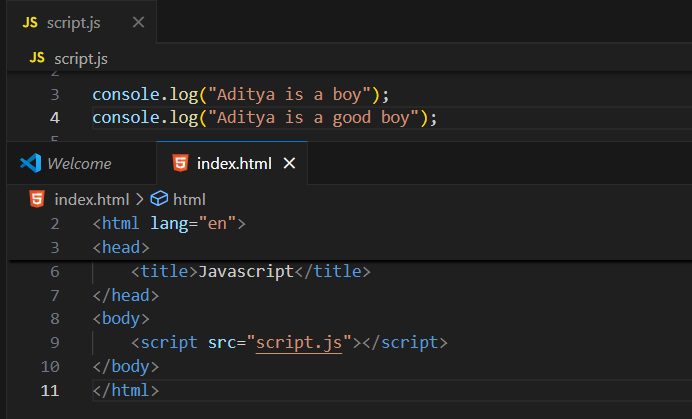 JS script.js
JS script.js
2
3 console.log("Aditya is a boy");
4 console.log("Aditya is a good boy");
5
Welcome index.html
index.html > html
2 <html lang="en">
3 <head>
6 <title>Javascript</title>
7 </head>
8 <body>
9 <script src="script.js"></script>
10 </body>
11 </html>